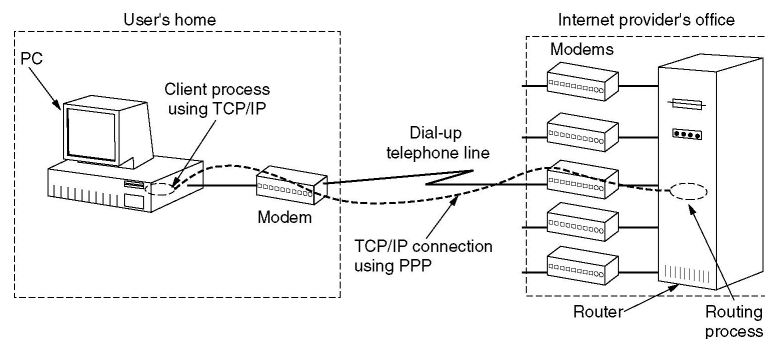 User's home
Internet provider's office
PC
Modems
Client process
using TCP/IP
Dial-up
telephone line
Modem
TCP/IP connection
using PPP
Router
Routing
process